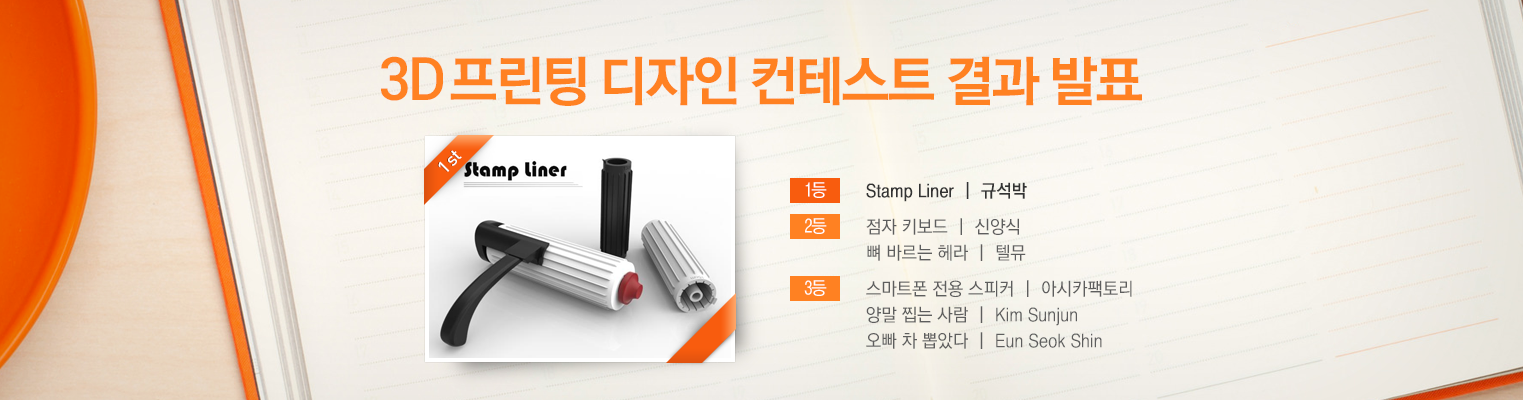 3D 프린팅 디자인 컨테스트 결과 발표
1st
Stamp Liner
1등 Stamp Liner | 규석박
2등 점자 키보드 | 신양식
뼈 바르는 헤라 | 텔뮤
3등 스마트폰 전용 스피커 | 아시카팩토리
양말 찝는 사람 | Kim Sunjun
오빠 차 뽑았다 | Eun Seok Shin